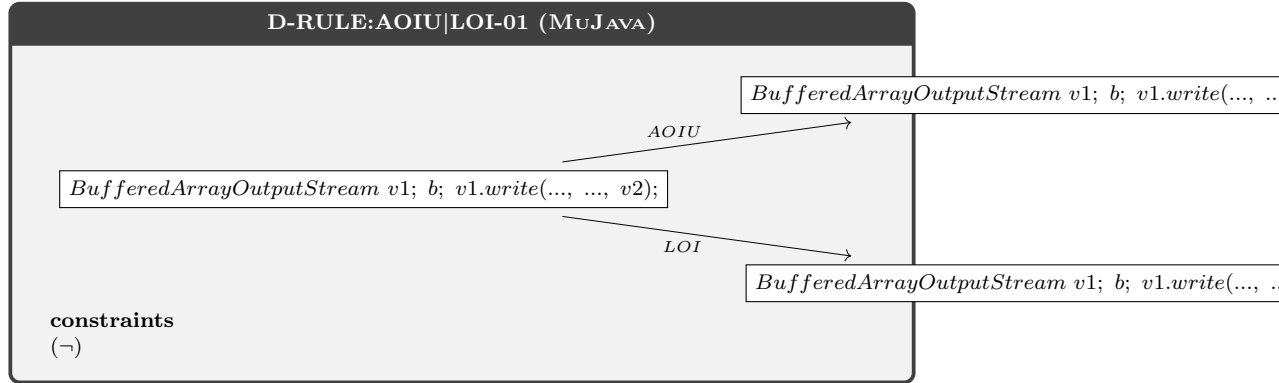 D-RULE:AOIU|LOI-01 (MUJAVA)
BufferedArrayOutputStream v1; b; v1.write(..., ..
AOIU
BufferedArrayOutputStream v1; b; v1.write(..., ..., v2);
LOI
BufferedArrayOutputStream v1; b; v1.write(..., ..
constraints
(¬)